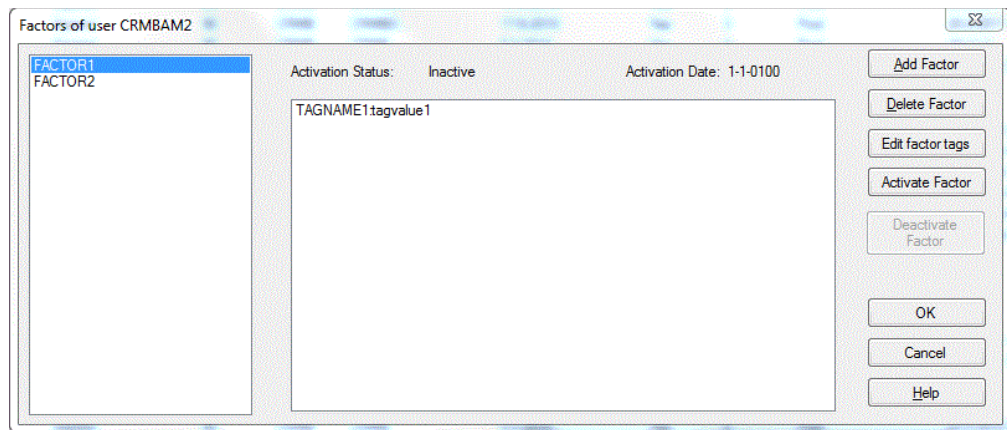 Factors of user CRMBAM2
FACTOR1
FACTOR2
Activation Status: Inactive Activation Date: 1-1-0100
TAGNAME1:tagvalue1
Add Factor
Delete Factor
Edit factor tags
Activate Factor
Deactivate
Factor
OK
Cancel
Help